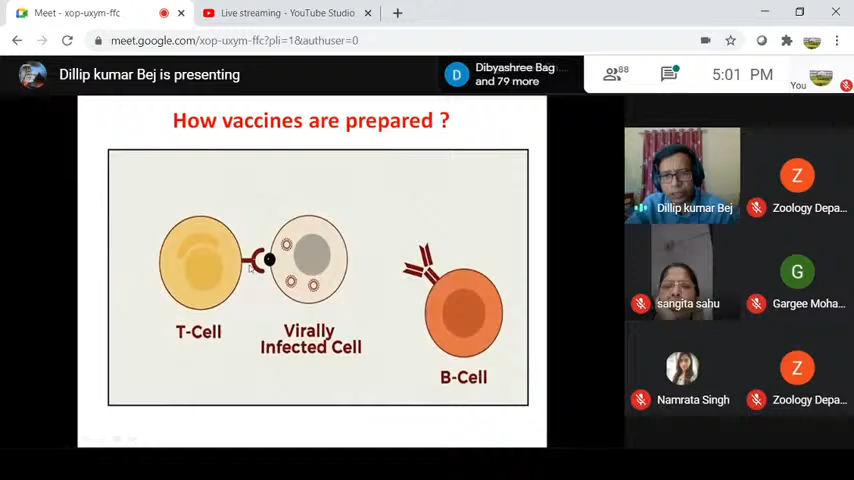 Meet - xop-uxym-ffc
Live streaming - YouTube Studio
meet.google.com/xop-uxym-ffc?pli=1&authuser=0
Dillip kumar Bej is presenting
D
Dibyashree Bag
and 79 more
88
5:01 PM
You
How vaccines are prepared ?
T-Cell
Virally
Infected Cell
B-Cell
Dillip kumar Bej
Z
Zoology Depa...
sangita sahu
G
Gargee Moha...
Namrata Singh
Z
Zoology Depa...